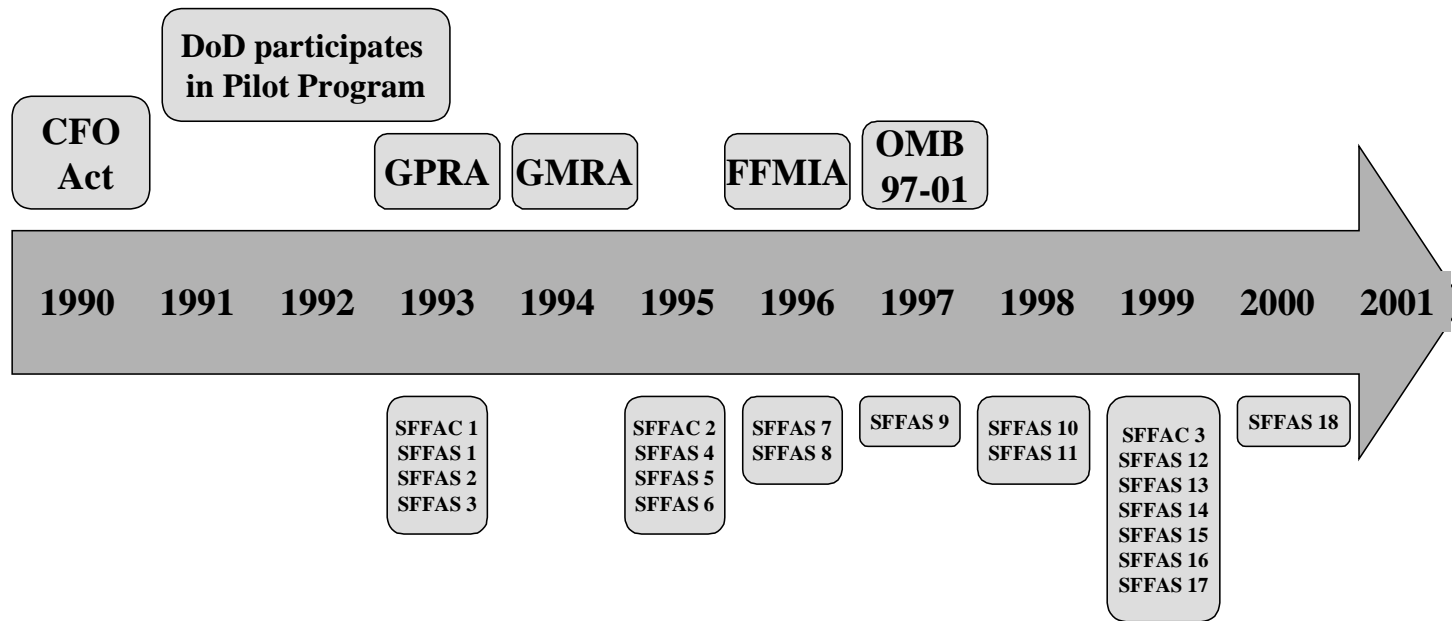 DoD participates
in Pilot Program
CFO
Act
GPRA
GMRA
FFMIA
OMB
97-01
1990 1991 1992 1993 1994 1995 1996 1997 1998 1999 2000 2001
SFFAC 1
SFFAS 1
SFFAS 2
SFFAS 3
SFFAC 2
SFFAS 4
SFFAS 5
SFFAS 6
SFFAS 7
SFFAS 8
SFFAS 9
SFFAS 10
SFFAS 11
SFFAC 3
SFFAS 12
SFFAS 13
SFFAS 14
SFFAS 15
SFFAS 16
SFFAS 17
SFFAS 18